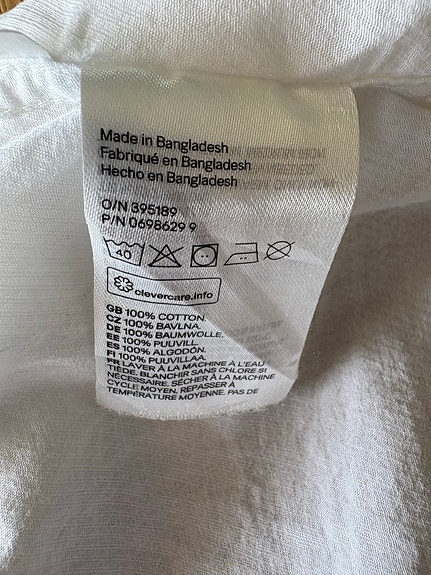 Made in Bangladesh
Fabriqué en Bangladesh
Hecho en Bangladesh
O/N 395189
P/N 0698629 9
40
clevercare.info
GB 100% COTTON.
CZ 100% BAVLNA.
DE 100% BAUMWOLLE.
EE 100% PUUVILL.
ES 100% ALGODÓN.
FI 100% PUUVILLAA.
FR LAVER À LA MACHINE À L'EAU
TIÈDE. BLANCHIR SANS CHLORE SI
NÉCESSAIRE. SÉCHER À LA MACHINE
CYCLE MOYEN. REPASSER À
TEMPÉRATURE MOYENNE. PAS DE